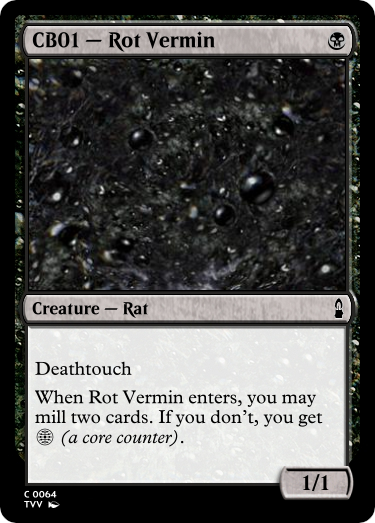 CB01 — Rot Vermin
Creature — Rat
Deathtouch
When Rot Vermin enters, you may
mill two cards. If you don't, you get
(a core counter).
1/1
C 0064
TVV